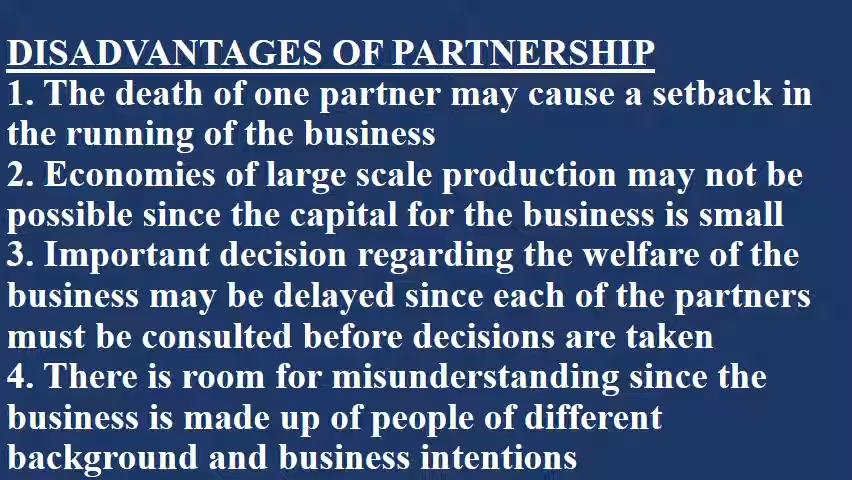 DISADVANTAGES OF PARTNERSHIP
1. The death of one partner may cause a setback in
the running of the business
2. Economies of large scale production may not be
possible since the capital for the business is small
3. Important decision regarding the welfare of the
business may be delayed since each of the partners
must be consulted before decisions are taken
4. There is room for misunderstanding since the
business is made up of people of different
background and business intentions